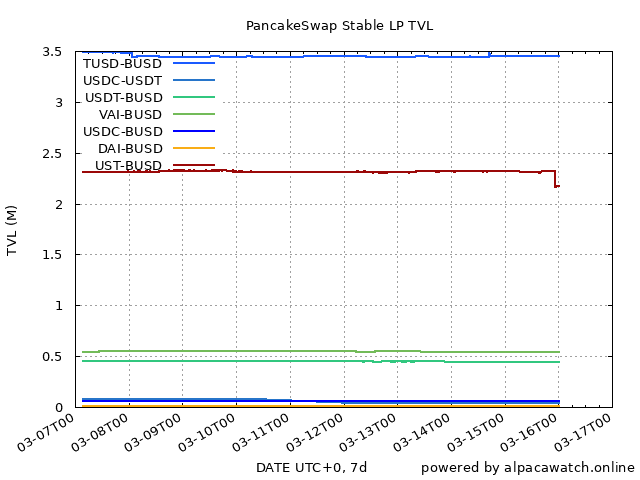 PancakeSwap Stable LP TVL
3.5
3
2.5
2
1.5
1
0.5
0
TVL (M)
TUSD-BUSD
USDC-USDT
USDT-BUSD
VAI-BUSD
USDC-BUSD
DAI-BUSD
UST-BUSD
03-07T00
03-08T00
03-09T00
03-10T00
03-11T00
03-12T00
03-13T00
03-14T00
03-15T00
03-16T00
03-17T00
DATE UTC+0, 7d
powered by alpacawatch.online